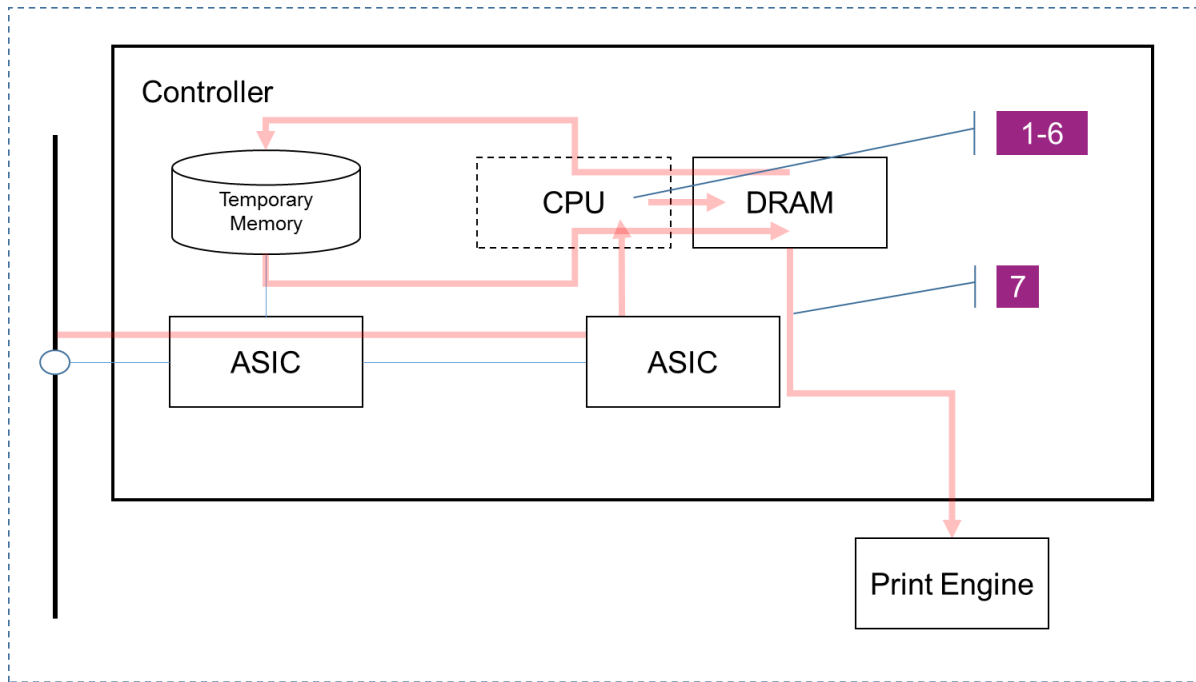 Controller
1-6
Temporary
Memory
CPU
DRAM
7
ASIC
ASIC
Print Engine